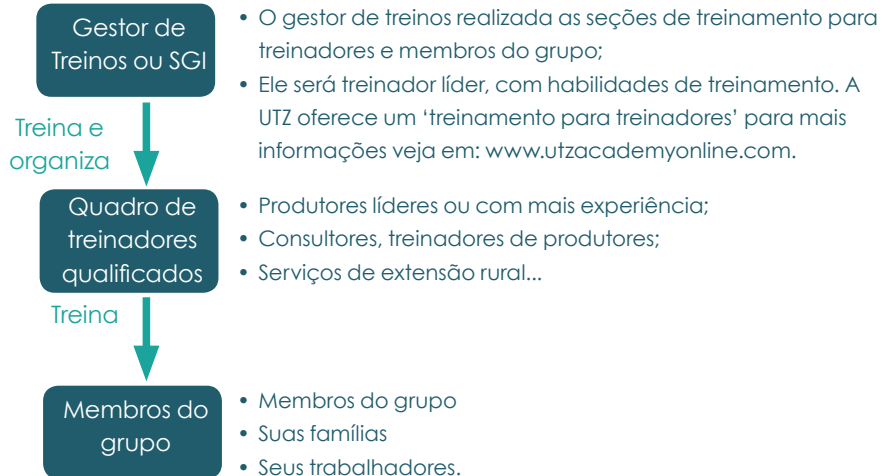 Gestor de
Treinos ou SGI
• O gestor de treinos realizada as seções de treinamento para
treinadores e membros do grupo;
• Ele será treinador líder, com habilidades de treinamento. A
UTZ oferece um ‘treinamento para treinadores’ para mais
informações veja em: www.utzacademyonline.com.
Treina e
organiza
Quadro de
treinadores
qualificados
• Produtores líderes ou com mais experiência;
• Consultores, treinadores de produtores;
• Serviços de extensão rural...
Treina
Membros do
grupo
• Membros do grupo
• Suas famílias
• Seus trabalhadores.